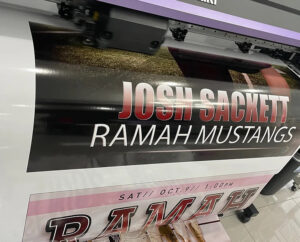 JOSH SACKETT
RAMAH MUSTANGS
SAT// OCT.9// 1:00PM
RAMAH